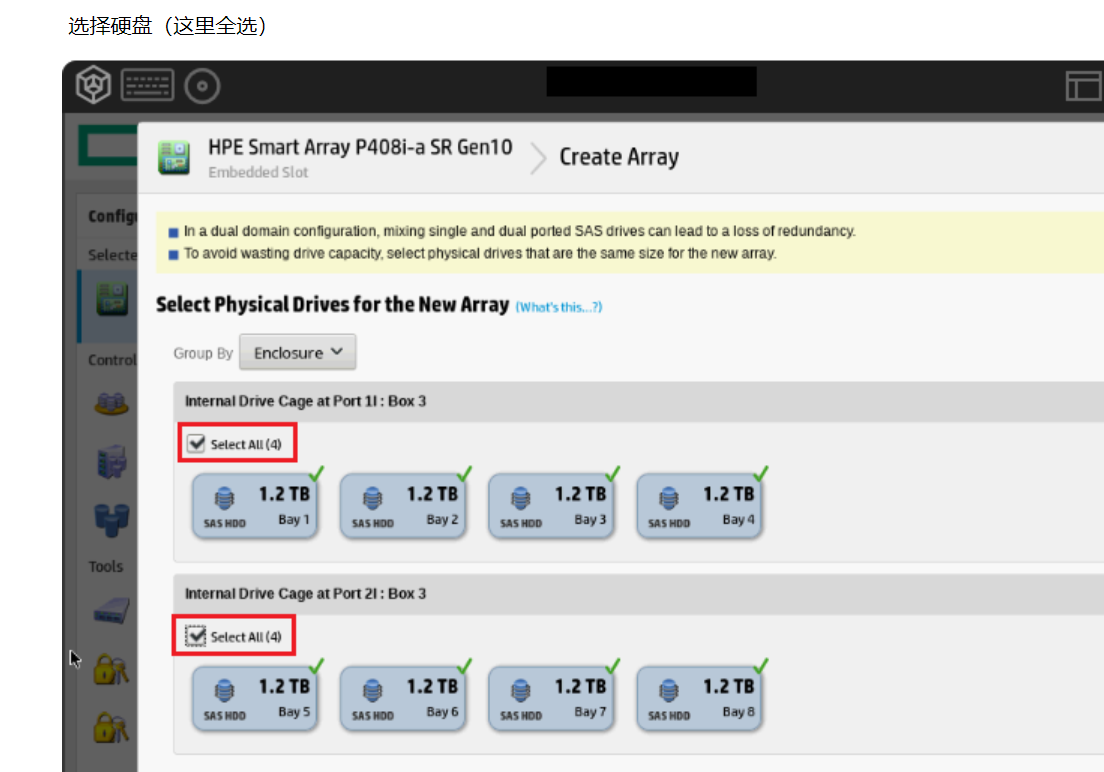 选择硬盘（这里全选）
HPE Smart Array P408i-a SR Gen10
Embedded Slot
Create Array
Configu
Selecte
In a dual domain configuration, mixing single and dual ported SAS drives can lead to a loss of redundancy.
To avoid wasting drive capacity, select physical drives that are the same size for the new array.
Select Physical Drives for the New Array (What's this...?)
Group By Enclosure
Control
Internal Drive Cage at Port 1I : Box 3
Select All (4)
1.2 TB 1.2 TB 1.2 TB 1.2 TB
SAS HDD Bay 1 SAS HDD Bay 2 SAS HDD Bay 3 SAS HDD Bay 4
Tools
Internal Drive Cage at Port 2I : Box 3
Select All (4)
1.2 TB 1.2 TB 1.2 TB 1.2 TB
SAS HDD Bay 5 SAS HDD Bay 6 SAS HDD Bay 7 SAS HDD Bay 8